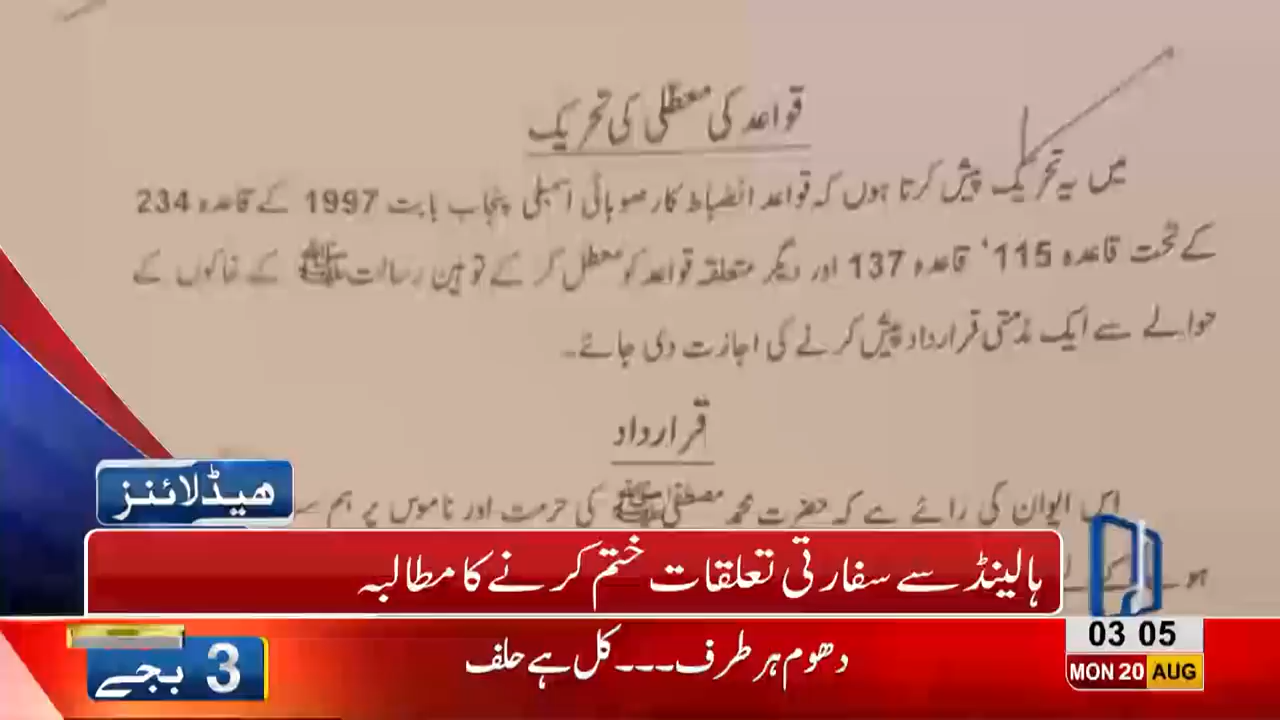 قواعد کی معطلی کی تحریک
میں یہ تحریک پیش کرتا ہوں کہ قواعد انضباط کار صوبائی اسمبلی پنجاب بابت 1997 کے قاعدہ 234
کے تحت قاعدہ 115‘ قاعدہ 137 اور دیگر متعلقہ قواعد کو معطل کر کے توہین رسالت ﷺ کے خاکوں کے
حوالے سے ایک مذمتی قرارداد پیش کرنے کی اجازت دی جائے۔
قرارداد
اس ایوان کی رائے ہے کہ حضرت محمد مصطفیٰ ﷺ کی حرمت اور ناموس پر ہم
ھیڈلائنز
ہالینڈ سے سفارتی تعلقات ختم کرنے کا مطالبہ
03 05
دھوم ہر طرف۔۔۔ کل ہے حلف
3 بجے
MON 20 AUG